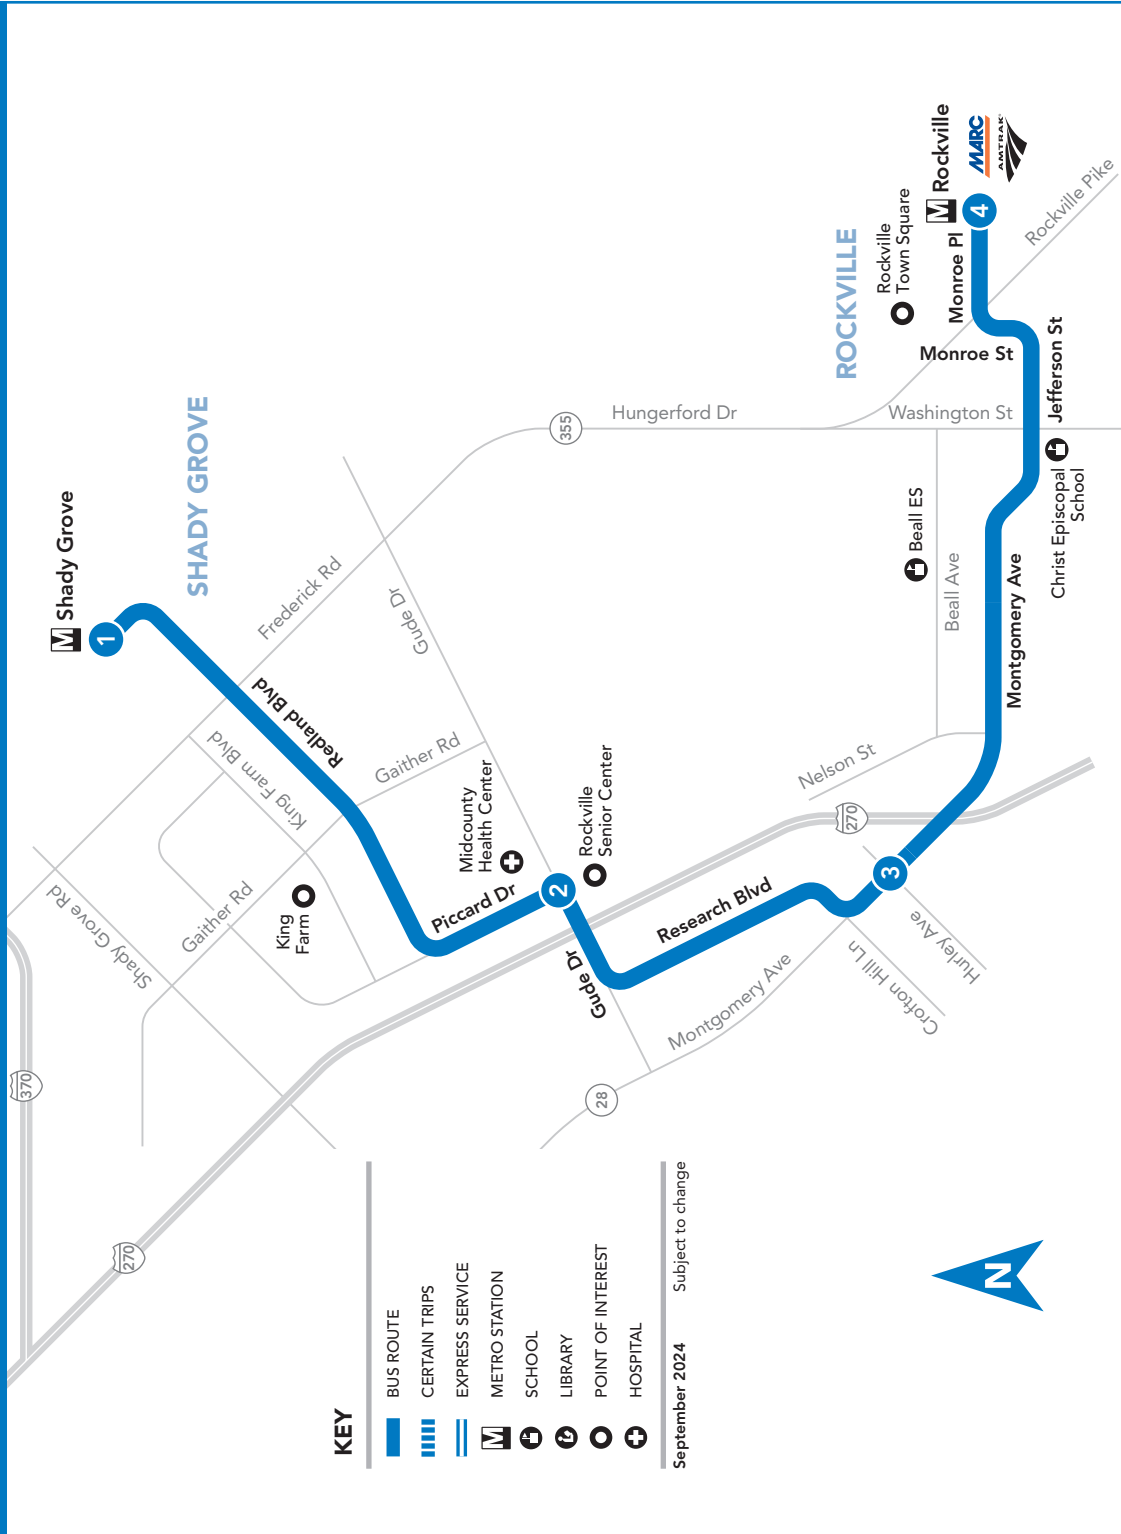 M Shady Grove
1
SHADY GROVE
370
270
Shady Grove Rd
Gaither Rd
King Farm Blvd
King
Farm
Frederick Rd
Redland Blvd
Gaither Rd
Gude Dr
355
Hungerford Dr
Midcounty
Health Center
Piccard Dr
2
Rockville
Senior Center
Gude Dr
Research Blvd
28
Montgomery Ave
270
Nelson St
3
Hurley Ave
Crofton Hill Ln
Beall ES
Beall Ave
Montgomery Ave
Christ Episcopal
School
Washington St
Jefferson St
Monroe St
Monroe Pl
ROCKVILLE
Rockville
Town Square
M Rockville
4
MARC
AMTRAK
Rockville Pike
KEY
BUS ROUTE
CERTAIN TRIPS
EXPRESS SERVICE
M METRO STATION
SCHOOL
LIBRARY
POINT OF INTEREST
HOSPITAL
September 2024 Subject to change
N